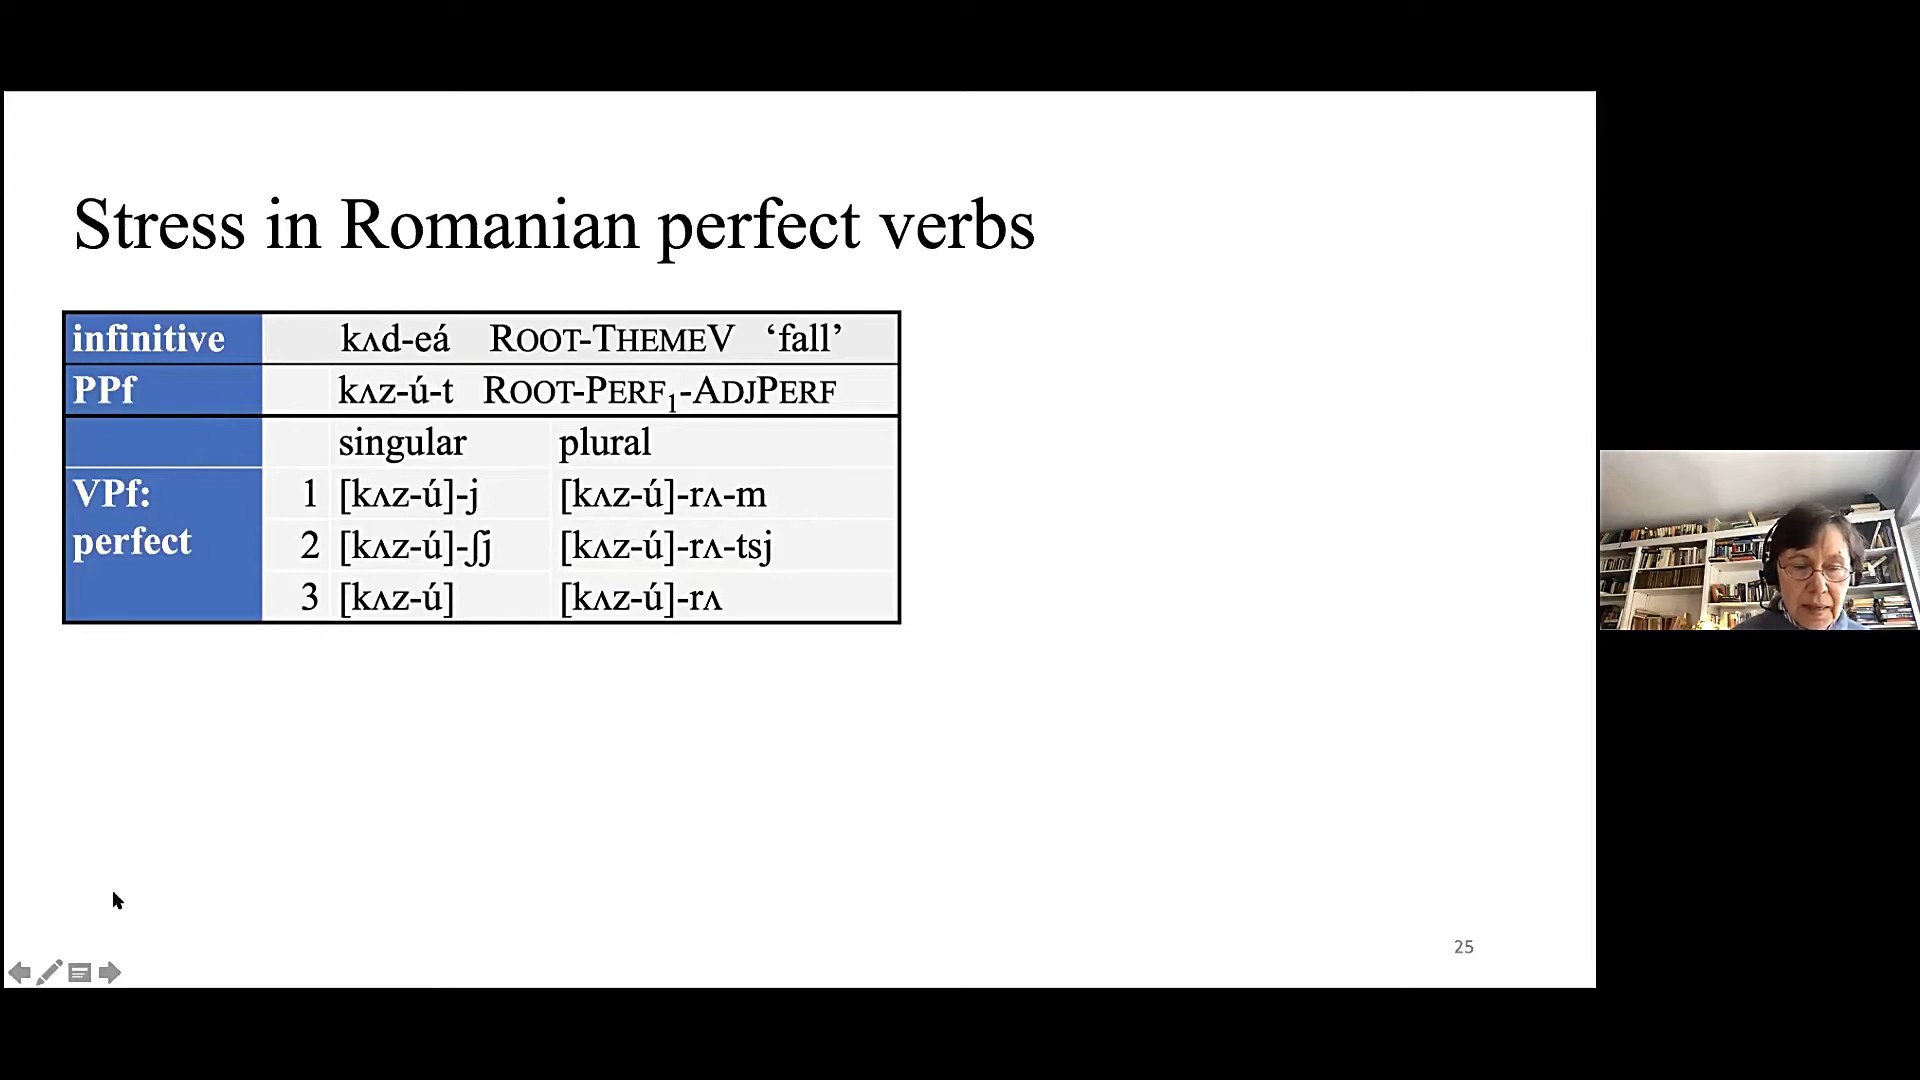 Stress in Romanian perfect verbs
infinitive kʌd-eá ROOT-THEMEV ‘fall’
PPf kʌz-ú-t ROOT-PERF₁-ADJPERF
singular plural
VPf: perfect 1 [kʌz-ú]-j [kʌz-ú]-rʌ-m
2 [kʌz-ú]-ʃj [kʌz-ú]-rʌ-tsj
3 [kʌz-ú] [kʌz-ú]-rʌ
25